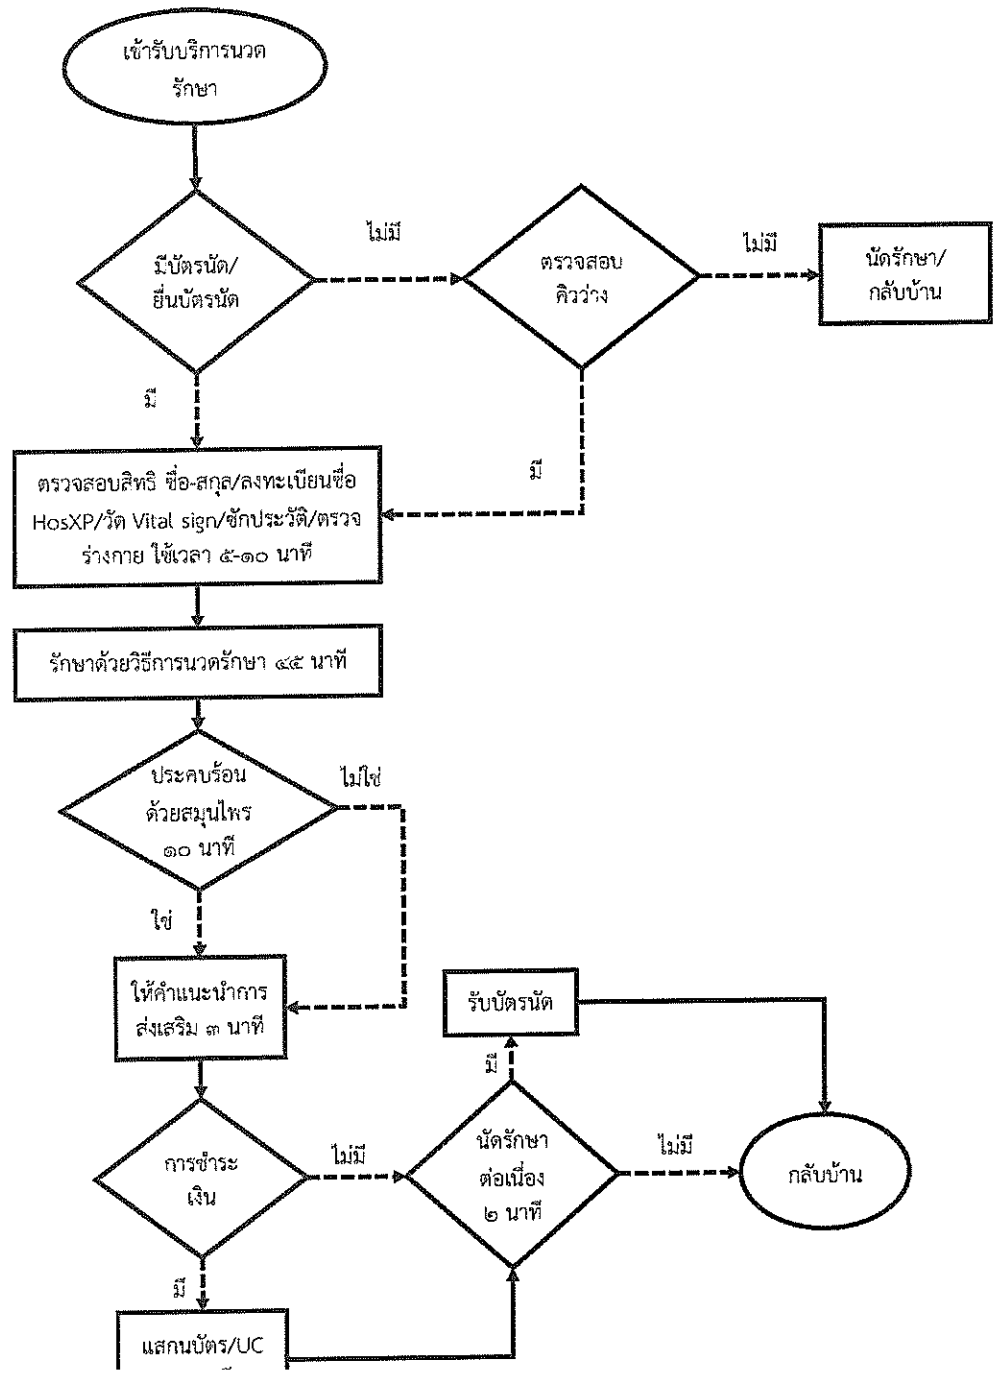 เข้ารับบริการนวด
รักษา
มีบัตรนัด/
ยื่นบัตรนัด
ไม่มี
ตรวจสอบ
คิวว่าง
ไม่มี
นัดรักษา/
กลับบ้าน
มี
มี
ตรวจสอบสิทธิ ชื่อ-สกุล/ลงทะเบียนชื่อ
HosXP/วัด Vital sign/ซักประวัติ/ตรวจ
ร่างกาย ใช้เวลา ๕-๑๐ นาที
รักษาด้วยวิธีการนวดรักษา ๔๕ นาที
ประคบร้อน
ด้วยสมุนไพร
๑๐ นาที
ไม่ใช่
ใช่
ให้คำแนะนำการ
ส่งเสริม ๓ นาที
รับบัตรนัด
มี
การชำระ
เงิน
ไม่มี
นัดรักษา
ต่อเนื่อง
๒ นาที
ไม่มี
กลับบ้าน
มี
แสกนบัตร/UC